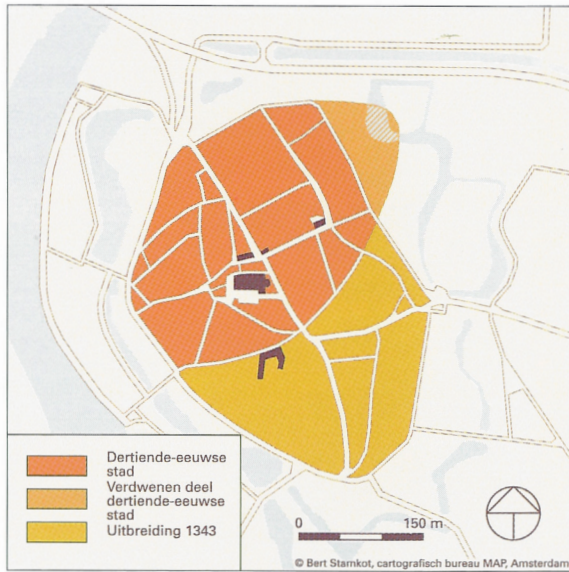 Dertiende-eeuwse
stad
Verdwenen deel
dertiende-eeuwse
stad
Uitbreiding 1343
0 150 m
© Bert Stamkot, cartografisch bureau MAP, Amsterdam